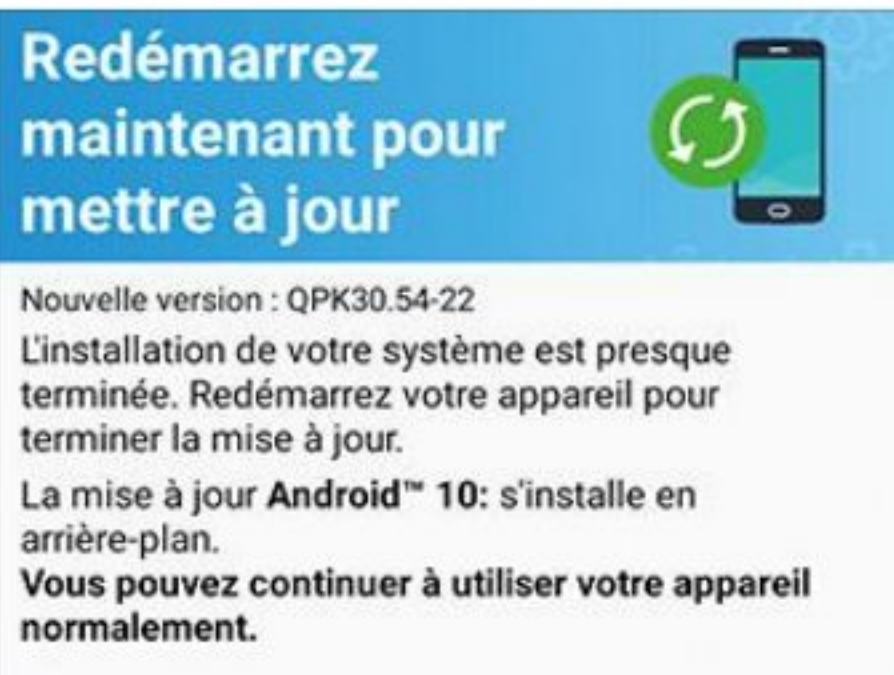 Redémarrez
maintenant pour
mettre à jour
Nouvelle version : QPK30.54-22
L'installation de votre système est presque
terminée. Redémarrez votre appareil pour
terminer la mise à jour.
La mise à jour Android™ 10: s'installe en
arrière-plan.
Vous pouvez continuer à utiliser votre appareil
normalement.